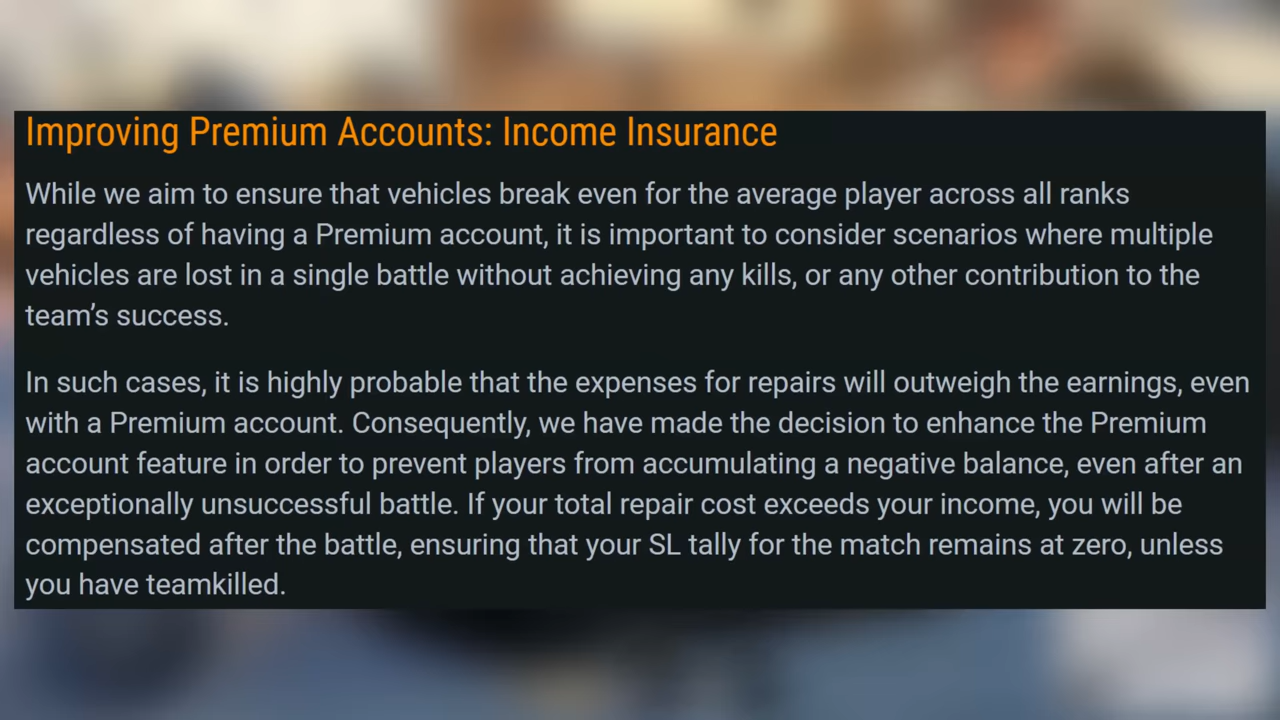 Improving Premium Accounts: Income Insurance
While we aim to ensure that vehicles break even for the average player across all ranks
regardless of having a Premium account, it is important to consider scenarios where multiple
vehicles are lost in a single battle without achieving any kills, or any other contribution to the
team’s success.
In such cases, it is highly probable that the expenses for repairs will outweigh the earnings, even
with a Premium account. Consequently, we have made the decision to enhance the Premium
account feature in order to prevent players from accumulating a negative balance, even after an
exceptionally unsuccessful battle. If your total repair cost exceeds your income, you will be
compensated after the battle, ensuring that your SL tally for the match remains at zero, unless
you have teamkilled.